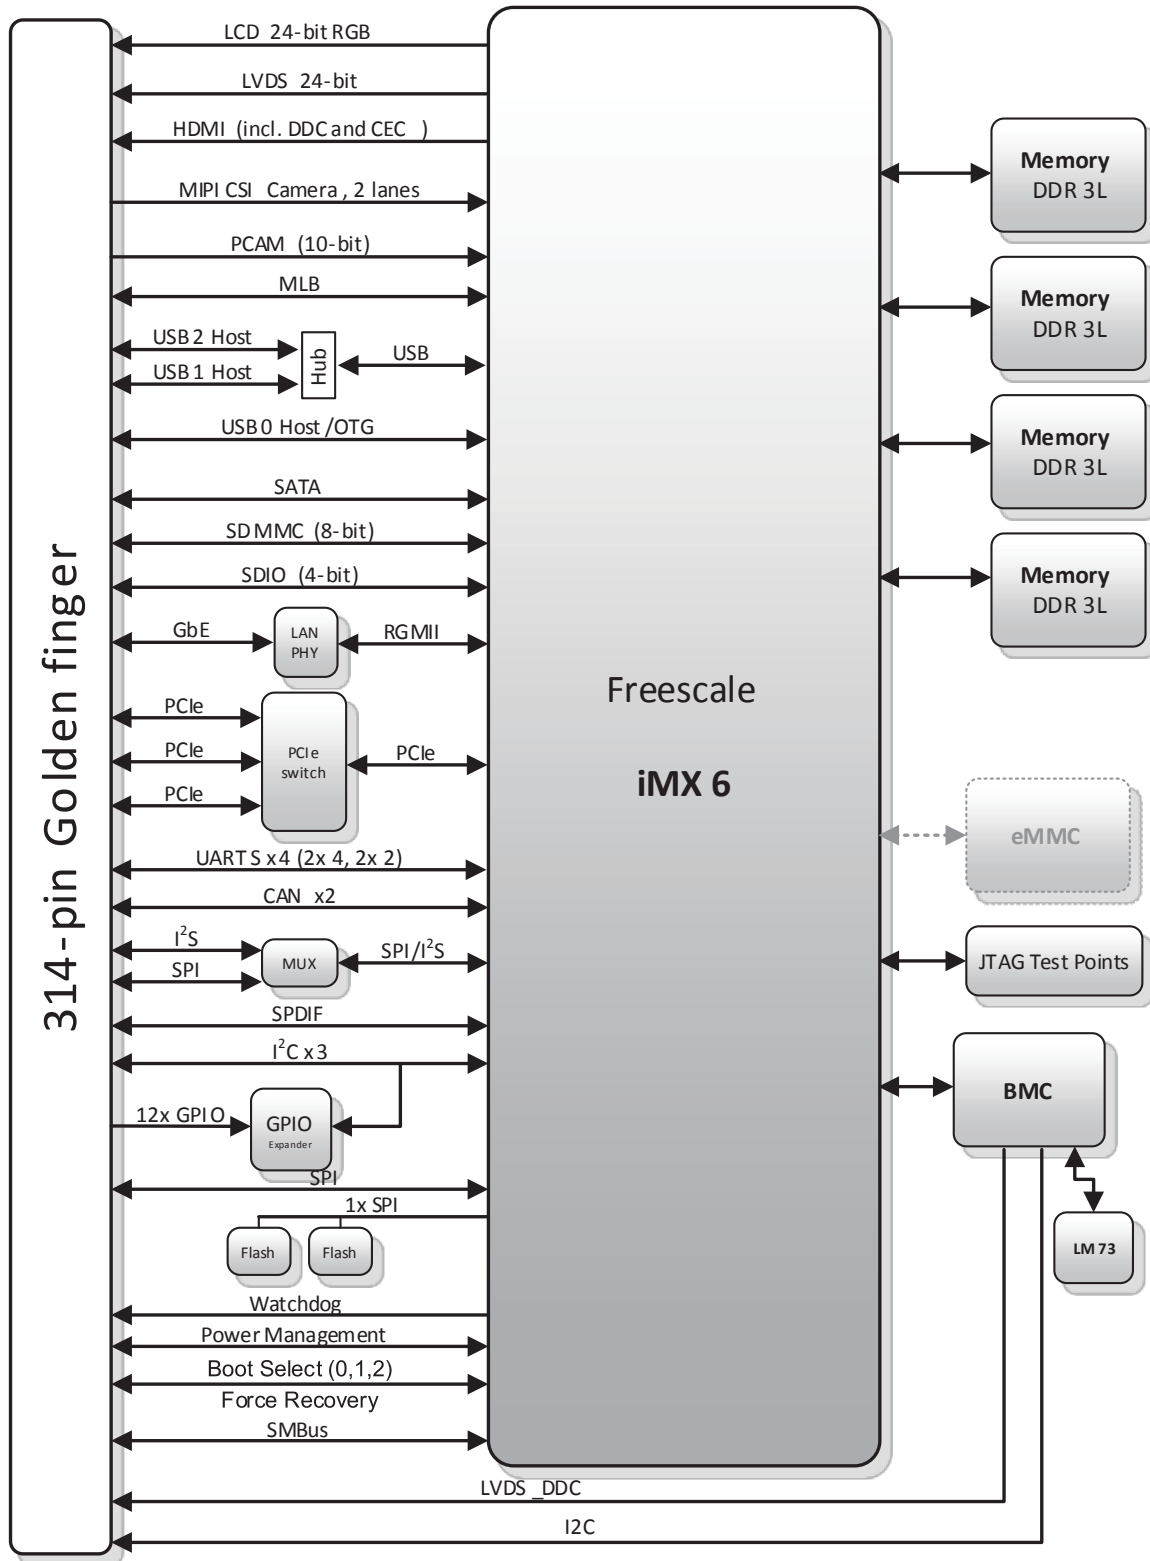 LCD 24-bit RGB
LVDS 24-bit
HDMI (incl. DDC and CEC )
MIPI CSI Camera , 2 lanes
PCAM (10-bit)
MLB
USB 2 Host
USB 1 Host
Hub
USB
USB 0 Host /OTG
SATA
SD MMC (8-bit)
SDIO (4-bit)
GbE
LAN
PHY
RGMII
PCIe
PCIe
PCIe
PCIe
switch
PCIe
UART S x4 (2x 4, 2x 2)
CAN x2
I²S
SPI
MUX
SPI/I²S
SPDIF
I²C x3
12x GPIO
GPIO
Expander
SPI
1x SPI
Flash
Flash
Watchdog
Power Management
Boot Select (0,1,2)
Force Recovery
SMBus
LVDS _DDC
I2C
314-pin Golden finger
Freescale
iMX 6
Memory
DDR 3L
Memory
DDR 3L
Memory
DDR 3L
Memory
DDR 3L
eMMC
JTAG Test Points
BMC
LM 73